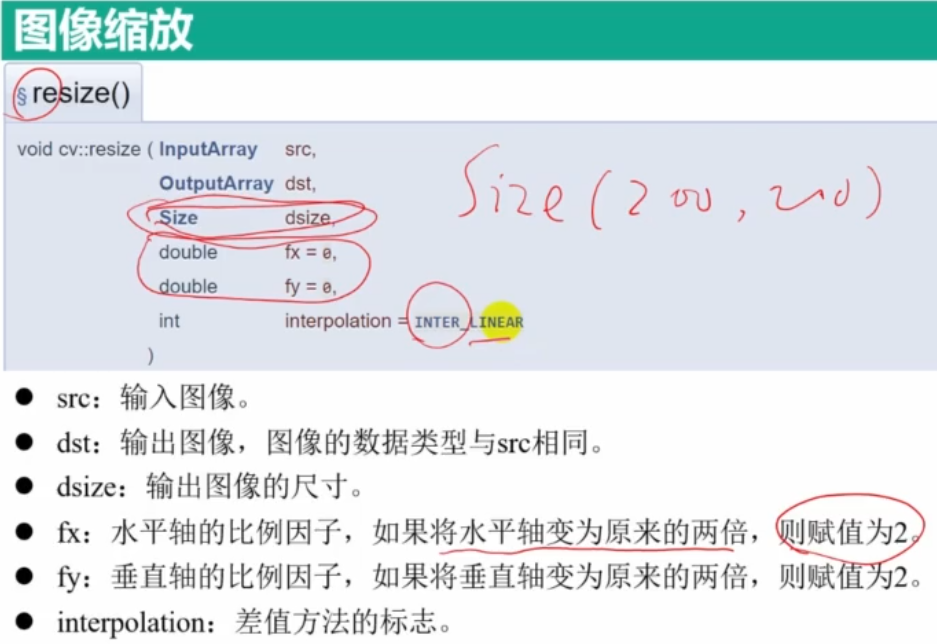 图像缩放
§ resize()
void cv::resize ( InputArray src,
OutputArray dst,
Size dsize,
double fx = 0,
double fy = 0,
int interpolation = INTER_LINEAR
)
Size(200,200)
● src：输入图像。
● dst：输出图像，图像的数据类型与src相同。
● dsize：输出图像的尺寸。
● fx：水平轴的比例因子，如果将水平轴变为原来的两倍，则赋值为2。
● fy：垂直轴的比例因子，如果将垂直轴变为原来的两倍，则赋值为2。
● interpolation：差值方法的标志。